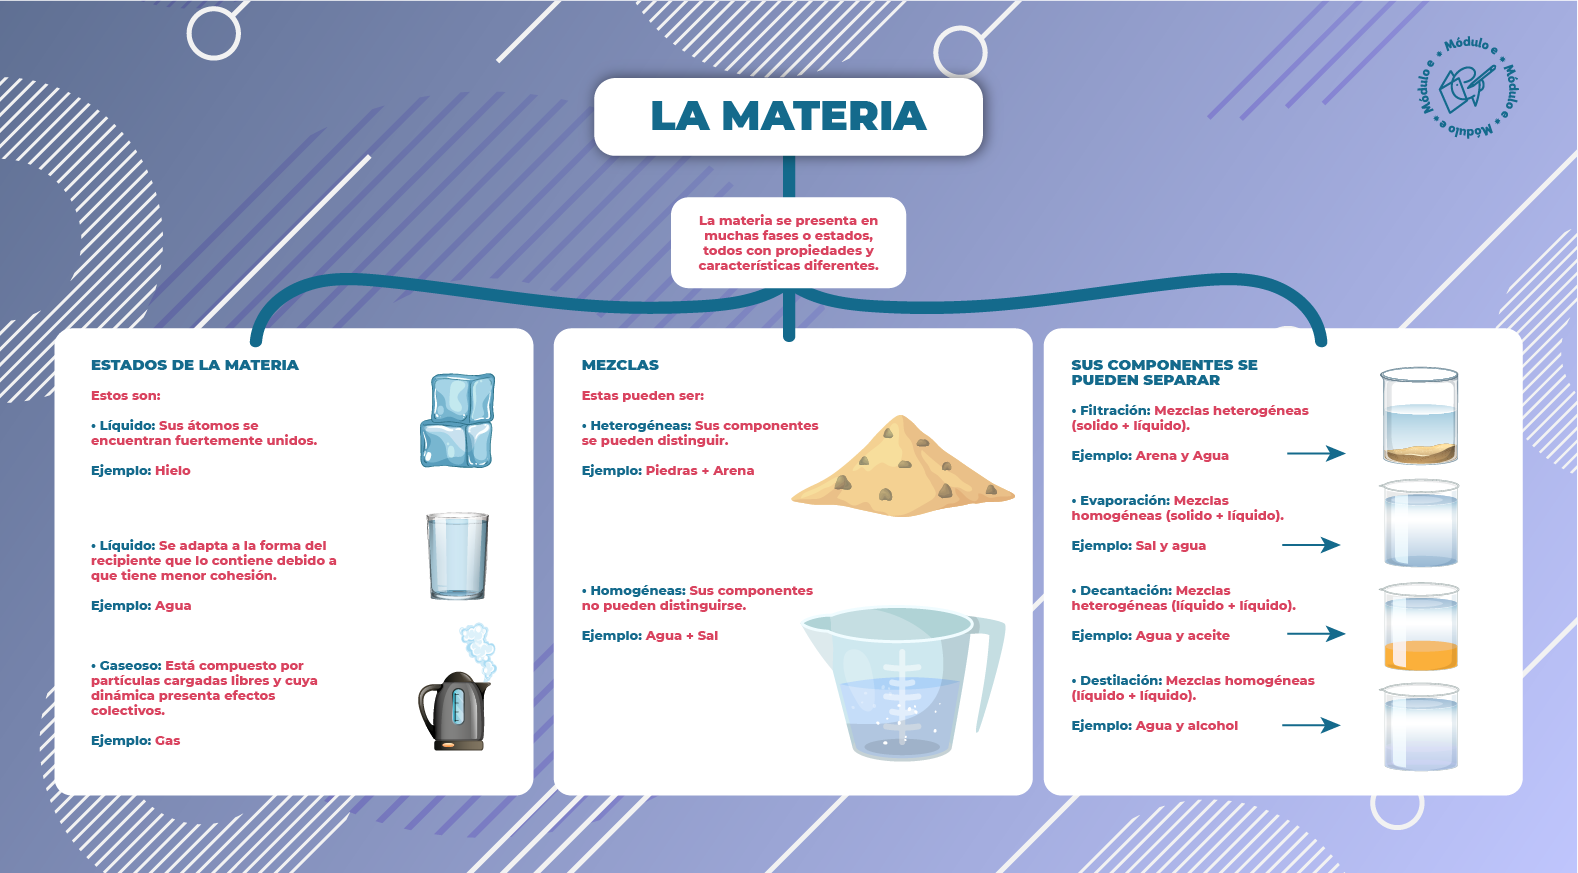 LA MATERIA
Módulo e * Módulo e * Módulo e * Módulo e *
La materia se presenta en
muchas fases o estados,
todos con propiedades y
características diferentes.
ESTADOS DE LA MATERIA
Estos son:
• Líquido: Sus átomos se
encuentran fuertemente unidos.
Ejemplo: Hielo
• Líquido: Se adapta a la forma del
recipiente que lo contiene debido a
que tiene menor cohesión.
Ejemplo: Agua
• Gaseoso: Está compuesto por
partículas cargadas libres y cuya
dinámica presenta efectos
colectivos.
Ejemplo: Gas
MEZCLAS
Estas pueden ser:
• Heterogéneas: Sus componentes
se pueden distinguir.
Ejemplo: Piedras + Arena
• Homogéneas: Sus componentes
no pueden distinguirse.
Ejemplo: Agua + Sal
SUS COMPONENTES SE
PUEDEN SEPARAR
• Filtración: Mezclas heterogéneas
(solido + líquido).
Ejemplo: Arena y Agua
• Evaporación: Mezclas
homogéneas (solido + líquido).
Ejemplo: Sal y agua
• Decantación: Mezclas
heterogéneas (líquido + líquido).
Ejemplo: Agua y aceite
• Destilación: Mezclas homogéneas
(líquido + líquido).
Ejemplo: Agua y alcohol